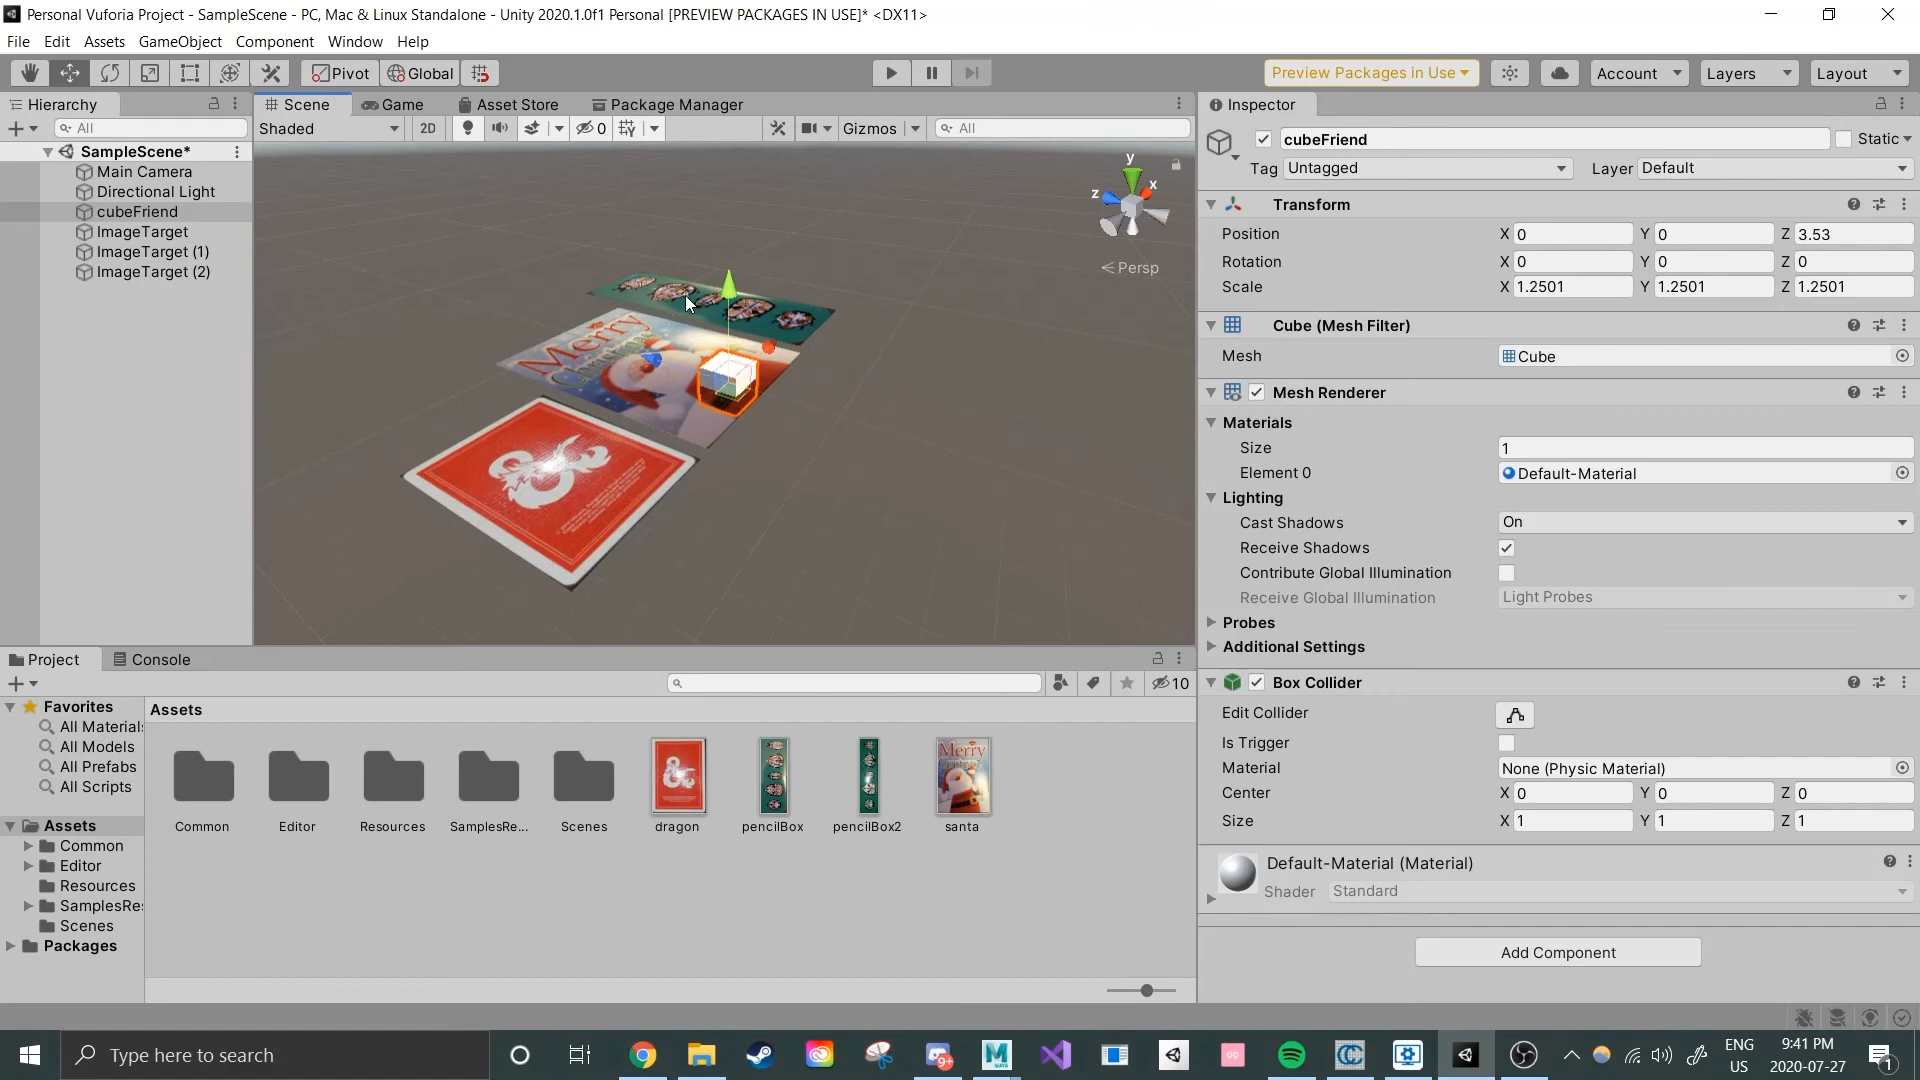 Personal Vuforia Project - SampleScene - PC, Mac & Linux Standalone - Unity 2020.1.0f1 Personal [PREVIEW PACKAGES IN USE]* <DX11>
File Edit Assets GameObject Component Window Help
Pivot Global Preview Packages in Use Account Layers Layout
Hierarchy
All
SampleScene*
Main Camera
Directional Light
cubeFriend
ImageTarget
ImageTarget (1)
ImageTarget (2)
Scene Game Asset Store Package Manager
Shaded 2D 0 Gizmos All
y
x
z
Persp
Merry
Christmas
Inspector
cubeFriend Static
Tag Untagged Layer Default
Transform
Position X 0 Y 0 Z 3.53
Rotation X 0 Y 0 Z 0
Scale X 1.2501 Y 1.2501 Z 1.2501
Cube (Mesh Filter)
Mesh Cube
Mesh Renderer
Materials
Size 1
Element 0 Default-Material
Lighting
Cast Shadows On
Receive Shadows
Contribute Global Illumination
Receive Global Illumination Light Probes
Probes
Additional Settings
Box Collider
Edit Collider
Is Trigger
Material None (Physic Material)
Center X 0 Y 0 Z 0
Size X 1 Y 1 Z 1
Default-Material (Material)
Shader Standard
Add Component
Project Console
10
Favorites
All Materials
All Models
All Prefabs
All Scripts
Assets
Common
Editor
Resources
SamplesRe
Scenes
Packages
Assets
Merry
Common Editor Resources SamplesRe... Scenes dragon pencilBox pencilBox2 santa
Type here to search
9+
ENG
US
9:41 PM
2020-07-27
1